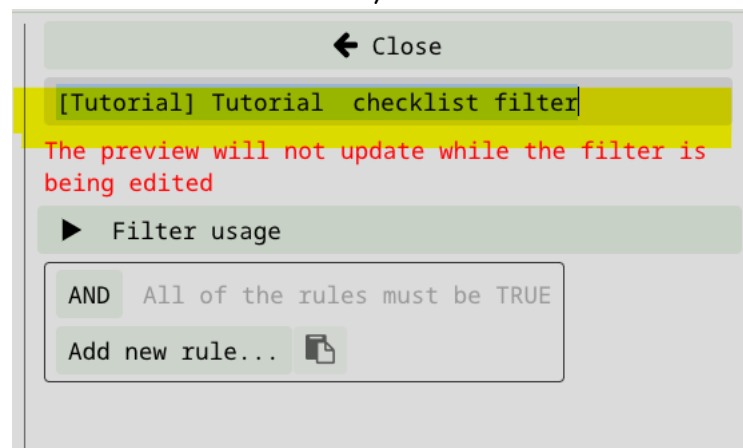 Close
[Tutorial] Tutorial  checklist filter
The preview will not update while the filter is
being edited
Filter usage
AND All of the rules must be TRUE
Add new rule...